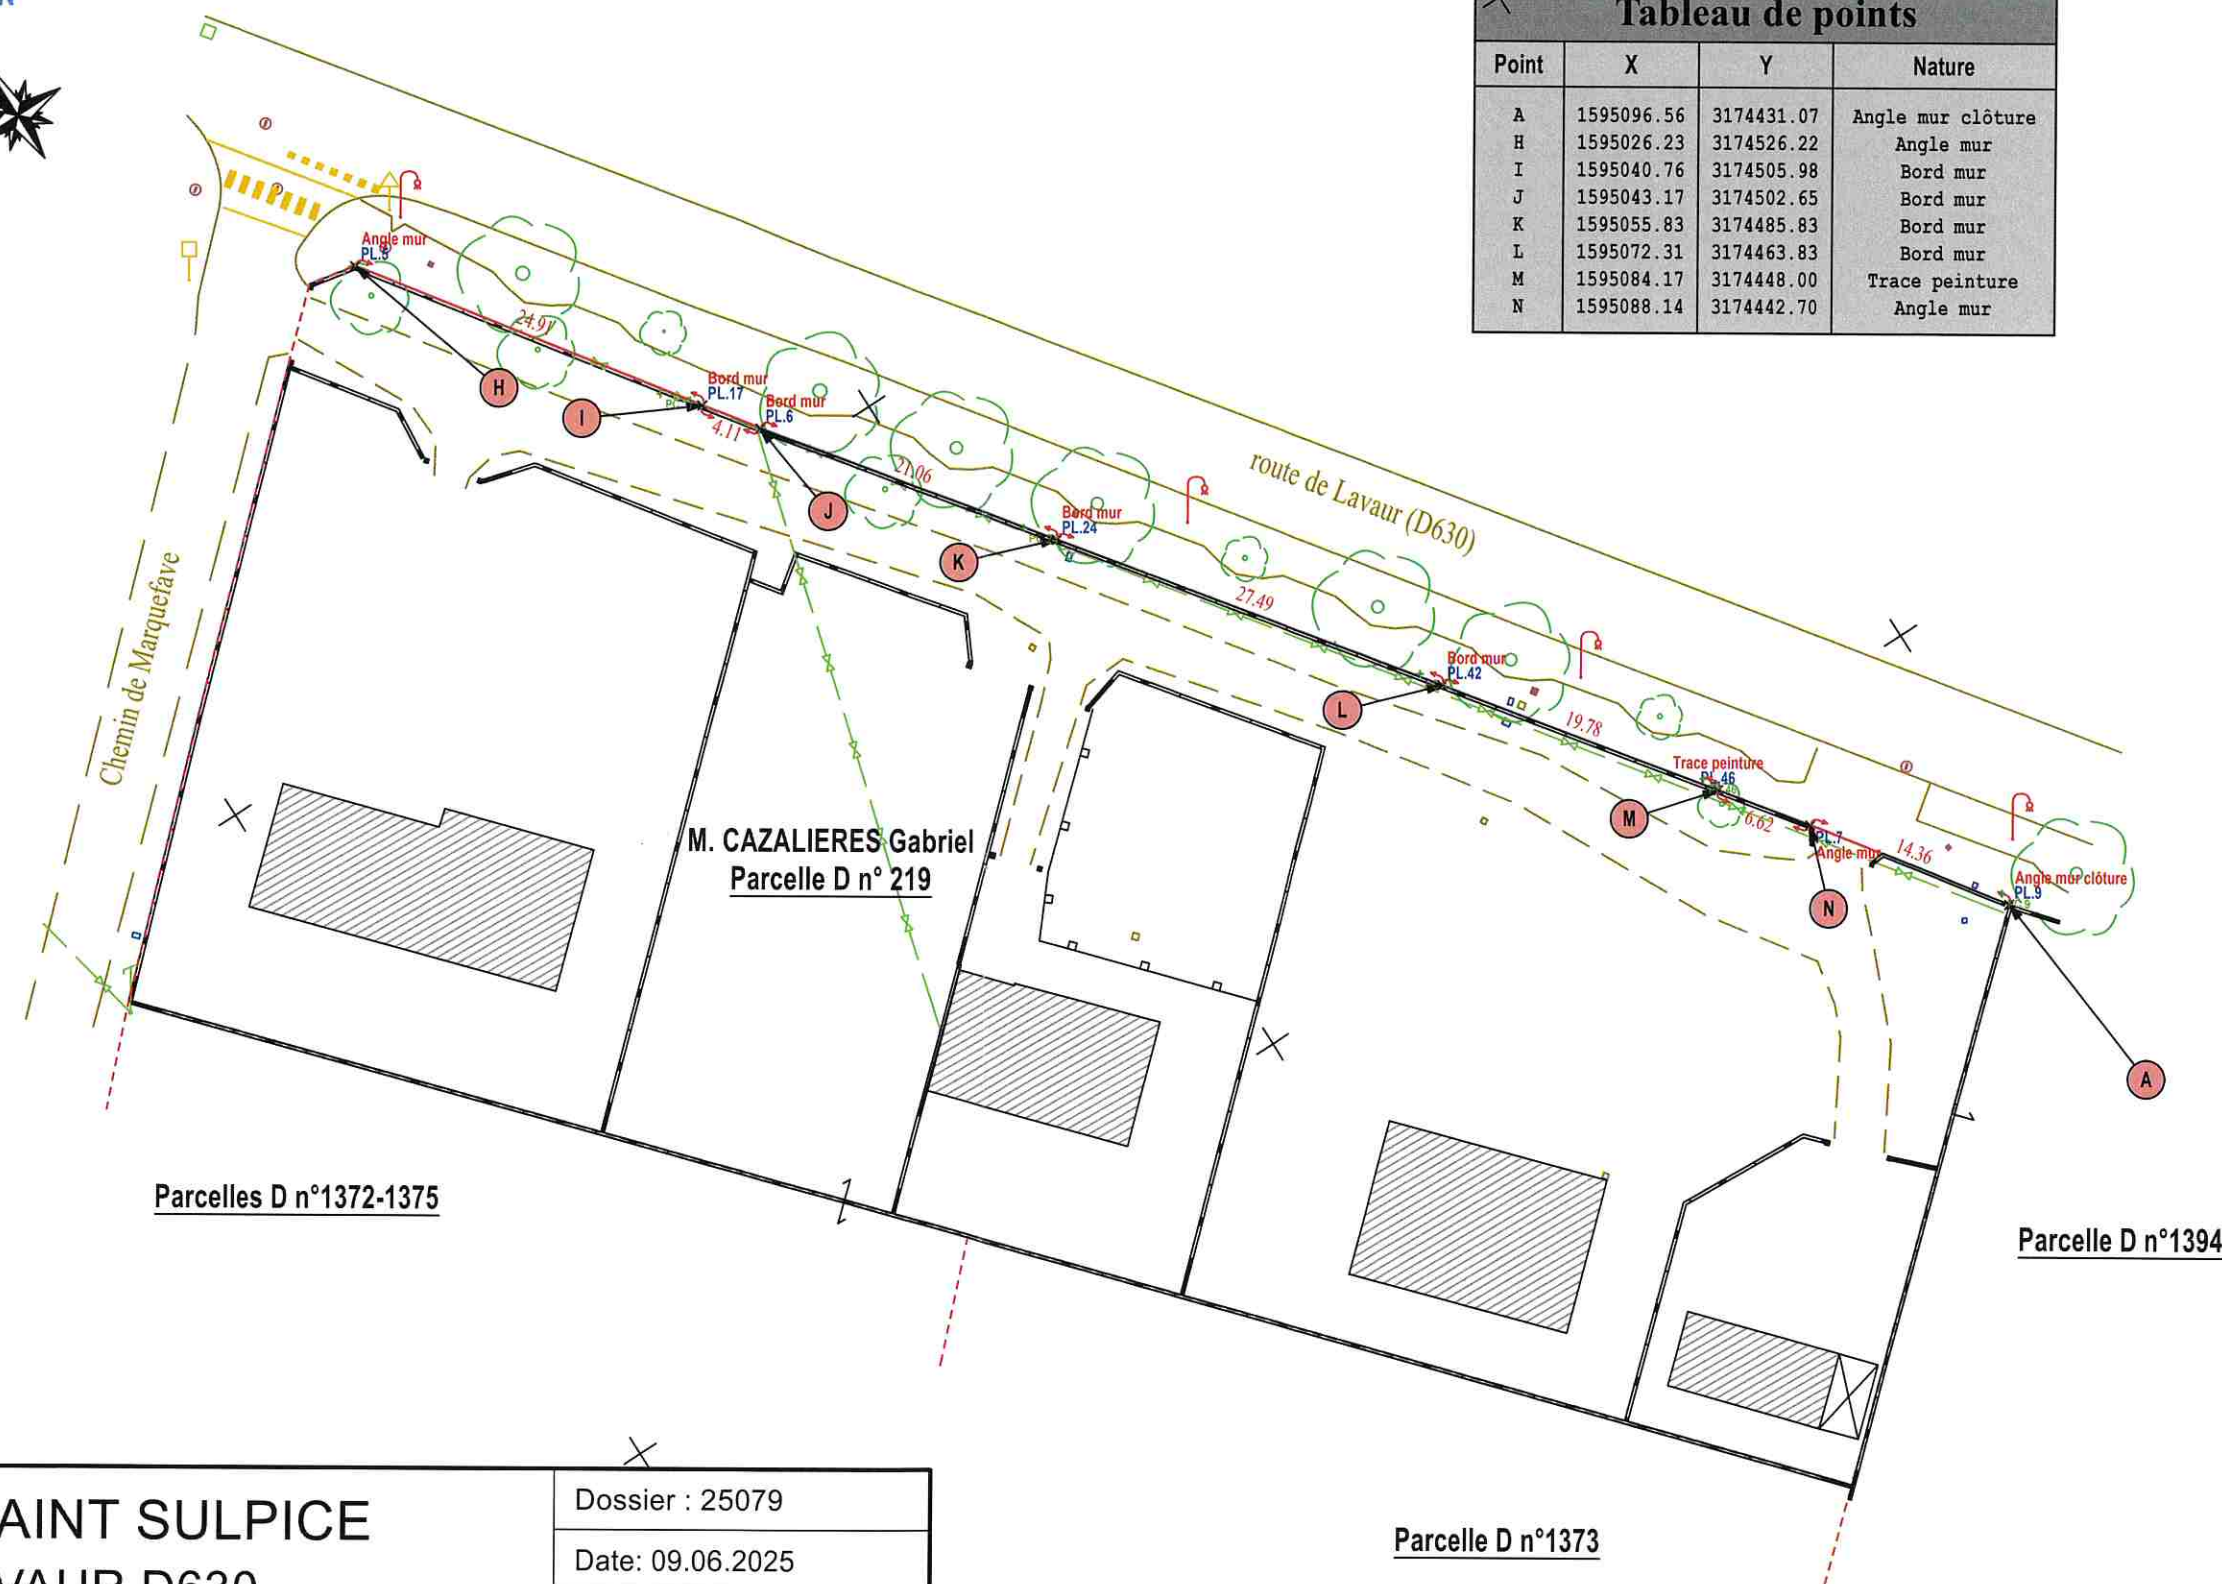 Tableau de points
Point X Y Nature
A 1595096.56 3174431.07 Angle mur clôture
H 1595026.23 3174526.22 Angle mur
I 1595040.76 3174505.98 Bord mur
J 1595043.17 3174502.65 Bord mur
K 1595055.83 3174485.83 Bord mur
L 1595072.31 3174463.83 Bord mur
M 1595084.17 3174448.00 Trace peinture
N 1595088.14 3174442.70 Angle mur
Angle mur
PL.5
24.91
H
I
Bord mur
PL.17
Bord mur
PL.6
4.11
J
21.06
Bord mur
PL.24
K
route de Lavaur (D630)
27.49
Bord mur
PL.42
L
19.78
Trace peinture
PL.46
M
6.62
PL.7
Angle mur
14.36
N
Angle mur clôture
PL.9
A
Chemin de Marquefave
M. CAZALIERES Gabriel
Parcelle D n° 219
Parcelles D n°1372-1375
Parcelle D n°1394
Parcelle D n°1373
AINT SULPICE
VAUR D630
Dossier : 25079
Date: 09.06.2025